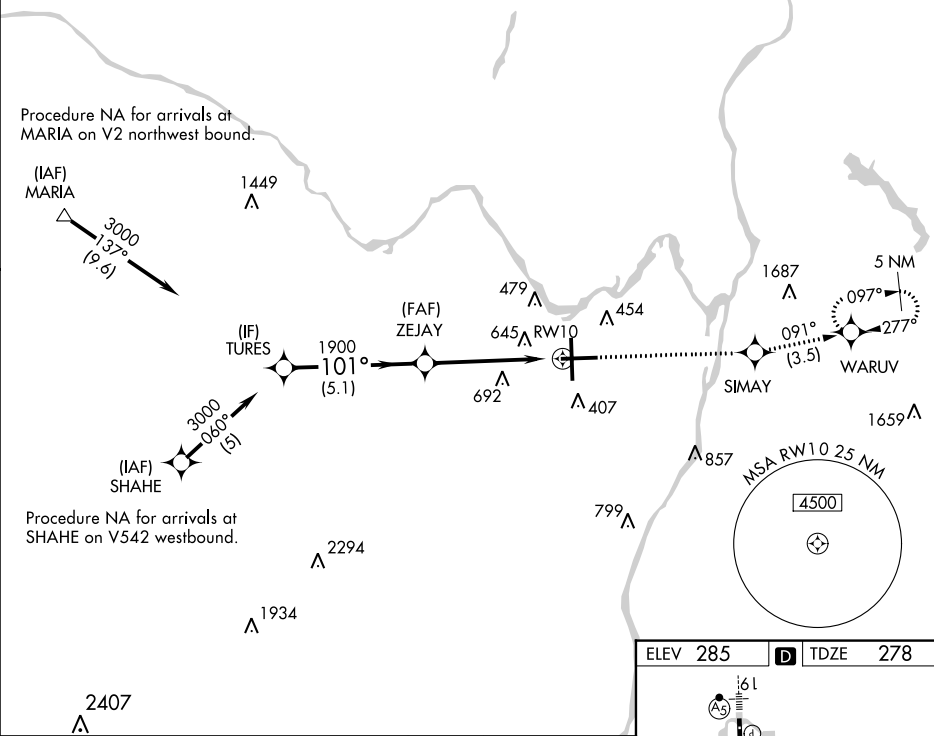 Procedure NA for arrivals at
MARIA on V2 northwest bound.
(IAF)
MARIA
3000
137°
(9.6)
1449
479
454
1687
5 NM
097°
277°
(FAF)
ZEJAY
645
RW10
(IF)
TURES
1900
101°
(5.1)
091°
(3.5)
WARUV
SIMAY
692
407
1659
3000
060°
(5)
(IAF)
SHAHE
857
MSA RW10 25 NM
4500
Procedure NA for arrivals at
SHAHE on V542 westbound.
799
2294
1934
ELEV 285 D TDZE 278
19
A5
P
2407